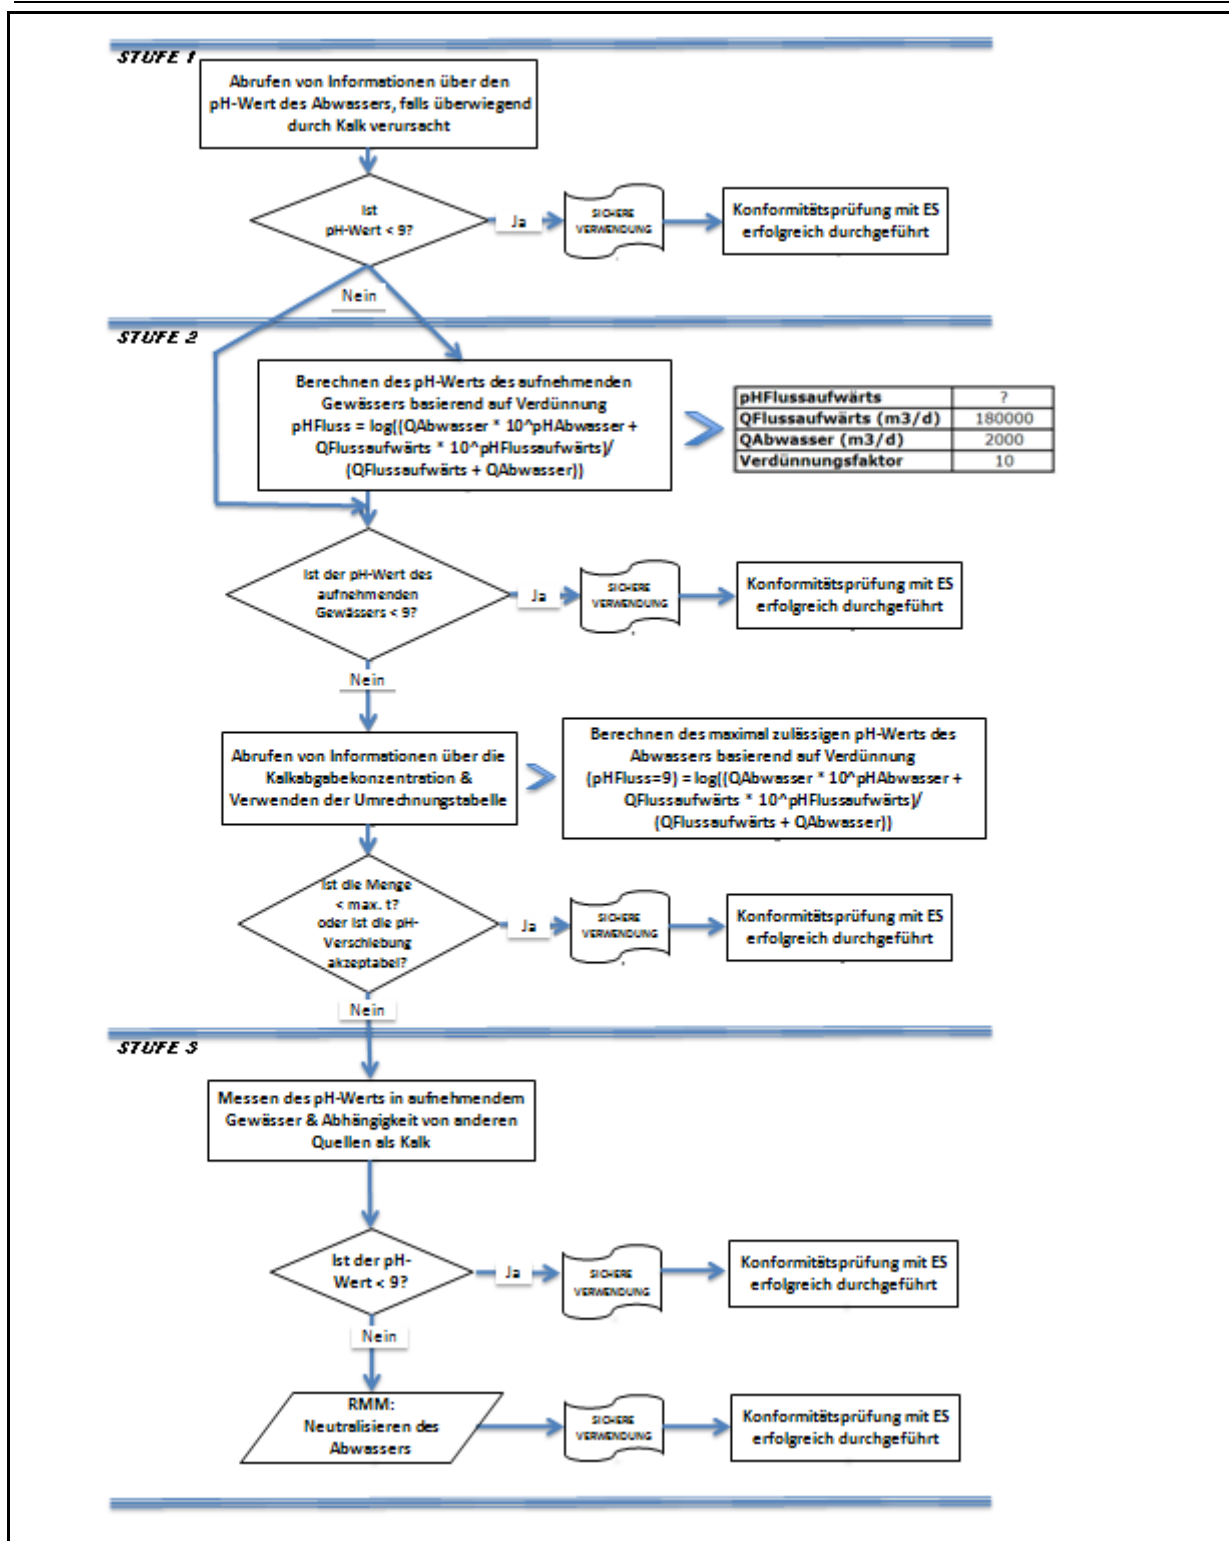 STUFE 1
Abrufen von Informationen über den
pH-Wert des Abwassers, falls überwiegend
durch Kalk verursacht
Ist
pH-Wert < 9?
Ja
SICHERE
VERWENDUNG
Konformitätsprüfung mit ES
erfolgreich durchgeführt
Nein
STUFE 2
Berechnen des pH-Werts des aufnehmenden
Gewässers basierend auf Verdünnung
pHFluss = log((QAbwasser * 10^pHAbwasser +
QFlussaufwärts * 10^pHFlussaufwärts)/
(QFlussaufwärts + QAbwasser))
pHFlussaufwärts ?
QFlussaufwärts (m3/d) 180000
QAbwasser (m3/d) 2000
Verdünnungsfaktor 10
Ist der pH-Wert des
aufnehmenden
Gewässers < 9?
Ja
SICHERE
VERWENDUNG
Konformitätsprüfung mit ES
erfolgreich durchgeführt
Nein
Abrufen von Informationen über die
Kalkabgabekonzentration &
Verwenden der Umrechnungstabelle
Berechnen des maximal zulässigen pH-Werts des
Abwassers basierend auf Verdünnung
(pHFluss=9) = log((QAbwasser * 10^pHAbwasser +
QFlussaufwärts * 10^pHFlussaufwärts)/
(QFlussaufwärts + QAbwasser))
Ist die Menge
< max. t?
oder ist die pH-
Verschiebung
akzeptabel?
Ja
SICHERE
VERWENDUNG
Konformitätsprüfung mit ES
erfolgreich durchgeführt
Nein
STUFE 3
Messen des pH-Werts in aufnehmendem
Gewässer & Abhängigkeit von anderen
Quellen als Kalk
Ist der pH-
Wert < 9?
Ja
SICHERE
VERWENDUNG
Konformitätsprüfung mit ES
erfolgreich durchgeführt
Nein
RMM:
Neutralisieren des
Abwassers
SICHERE
VERWENDUNG
Konformitätsprüfung mit ES
erfolgreich durchgeführt